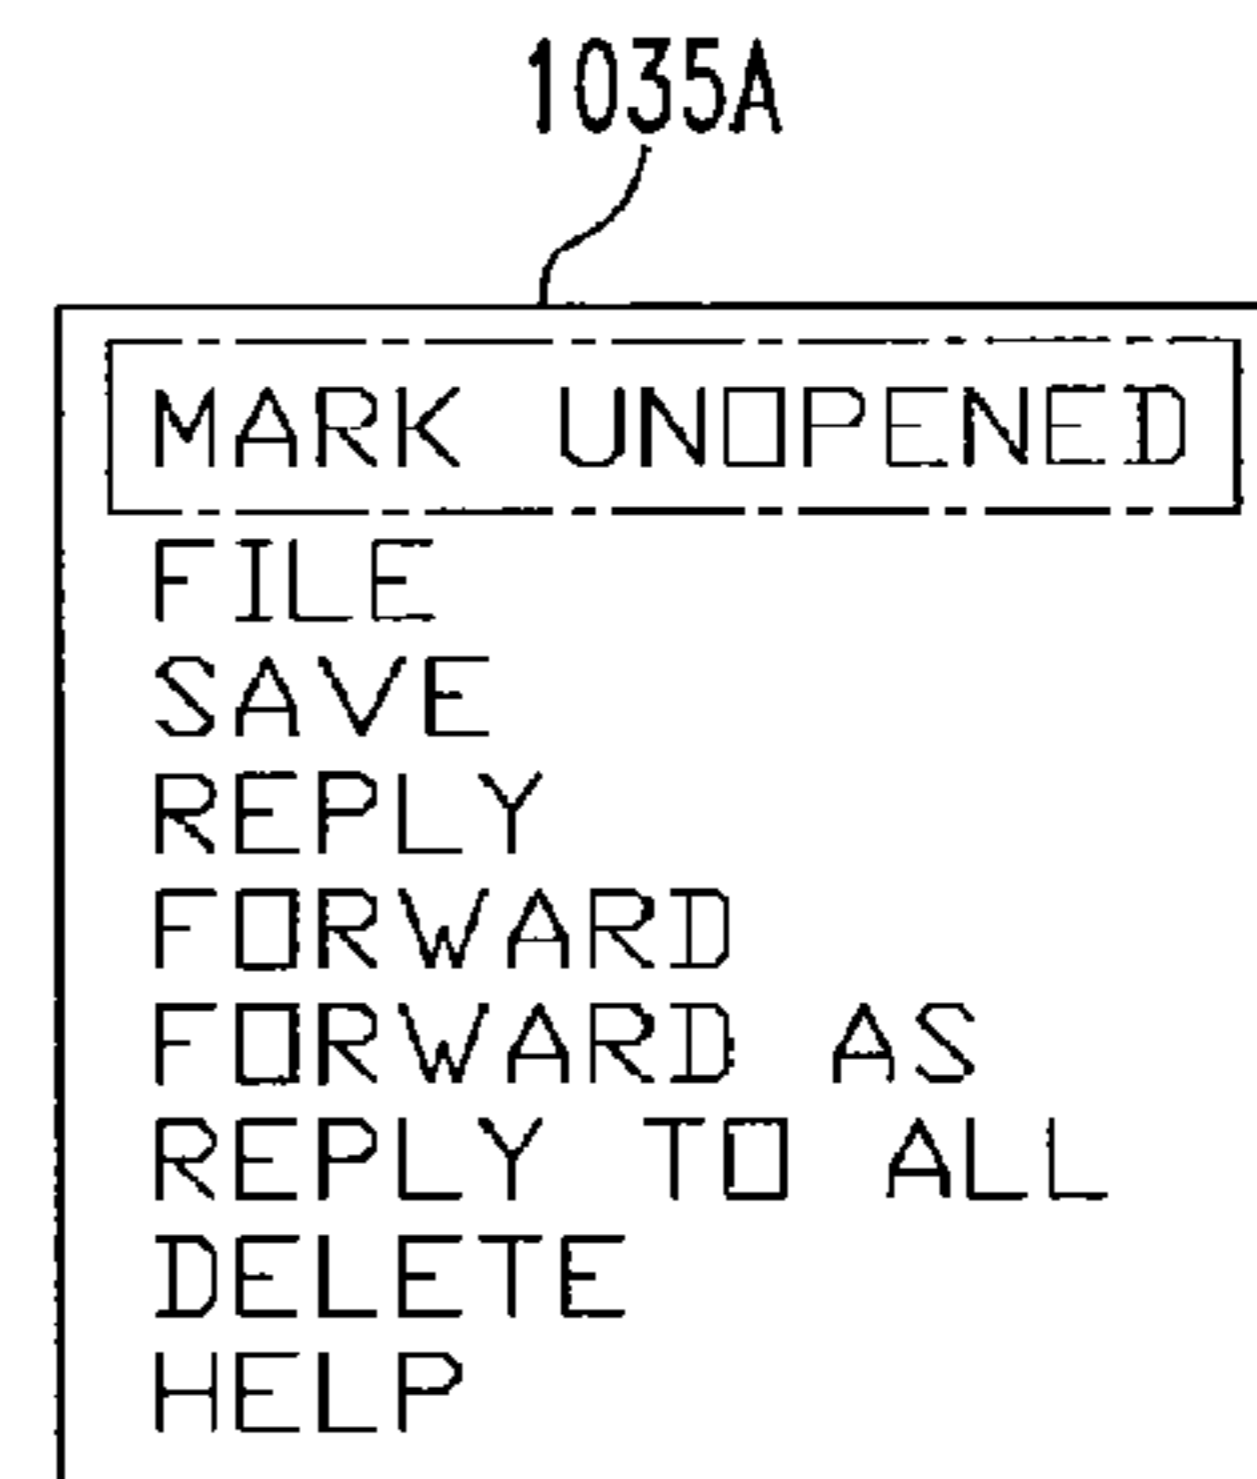 1035A
MARK UNOPENED
FILE
SAVE
REPLY
FORWARD
FORWARD AS
REPLY TO ALL
DELETE
HELP